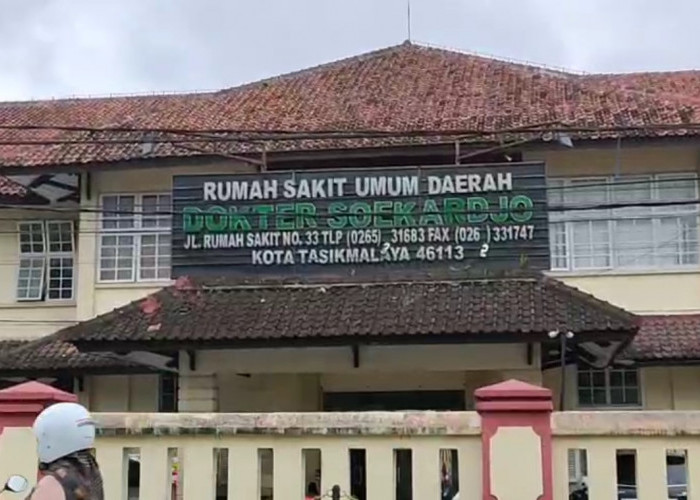 RUMAH SAKIT UMUM DAERAH
DOKTER SOEKARDJO
JL. RUMAH SAKIT NO. 33 TLP (0265) 31683 FAX (026 ) 331747
KOTA TASIKMALAYA 46113